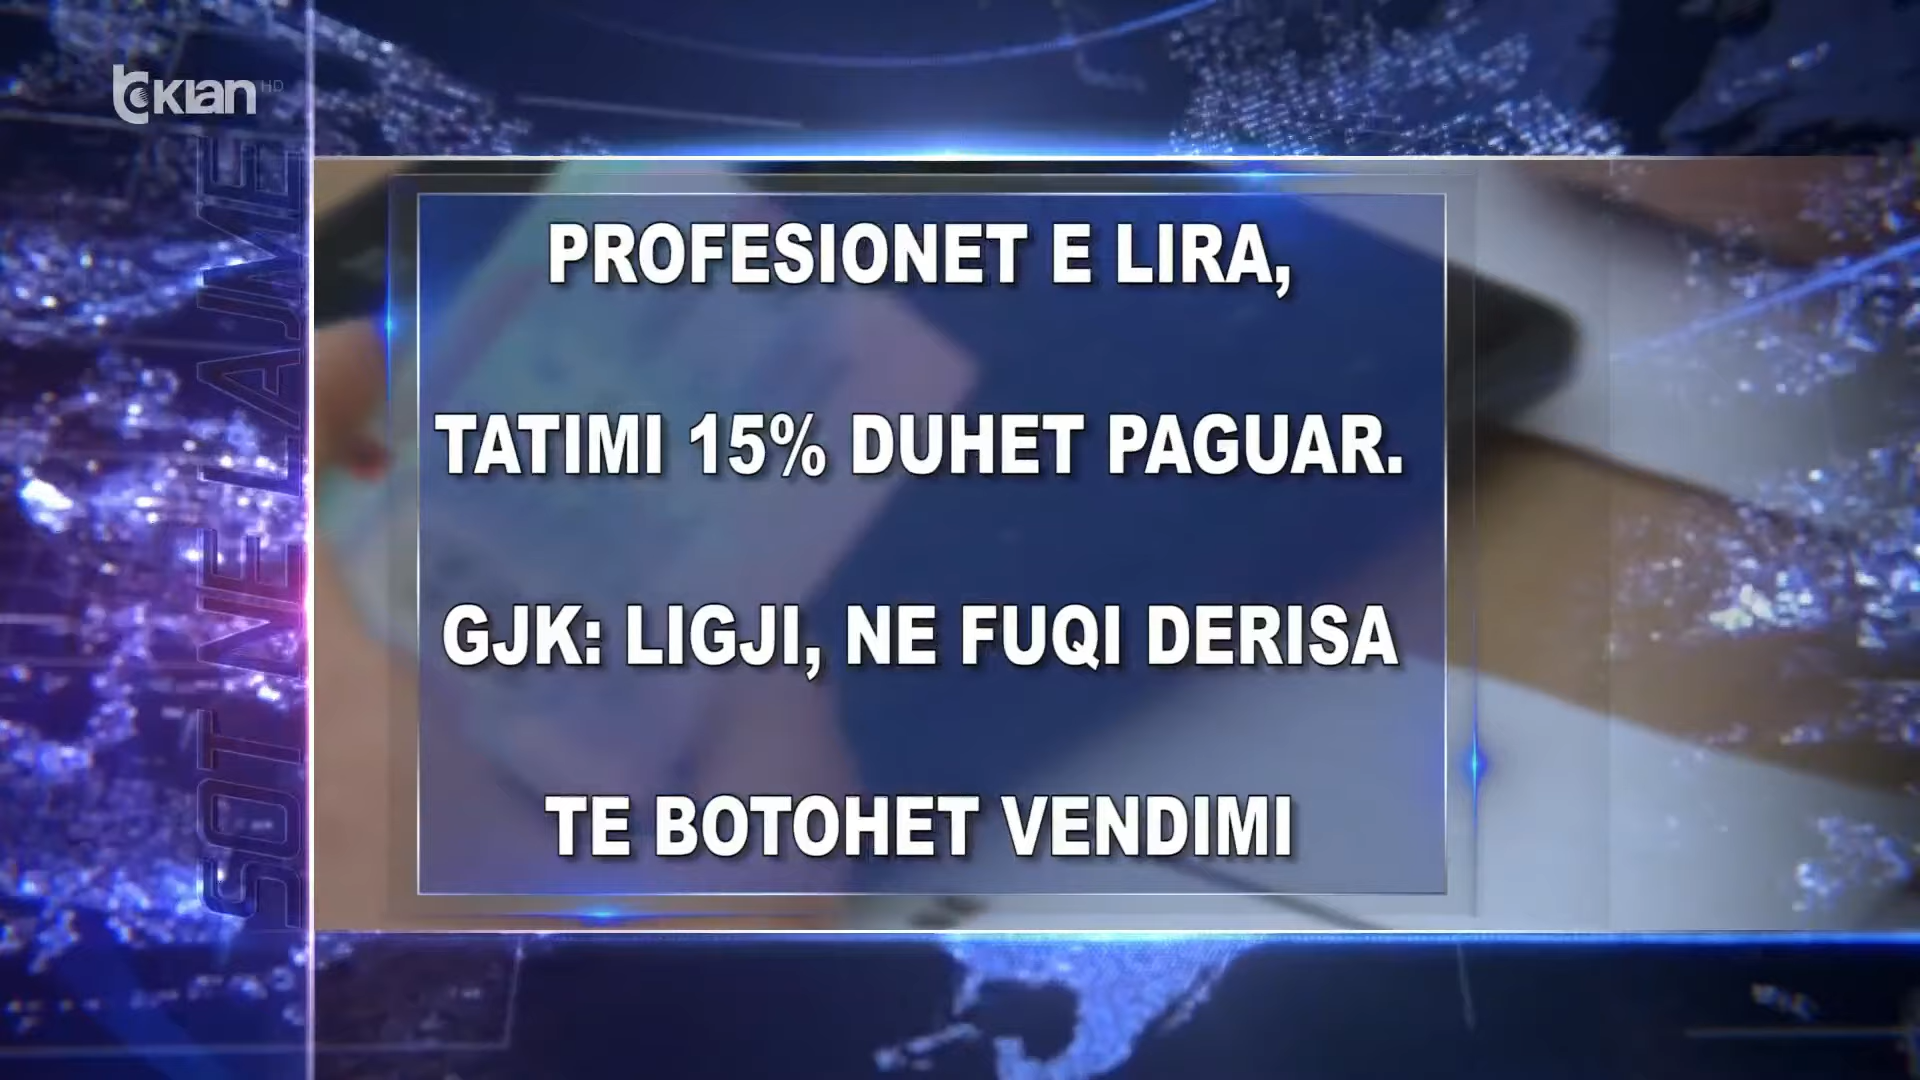 tc KLAN HD
SOT NE LAJME
PROFESIONET E LIRA,
TATIMI 15% DUHET PAGUAR.
GJK: LIGJI, NE FUQI DERISA
TE BOTOHET VENDIMI